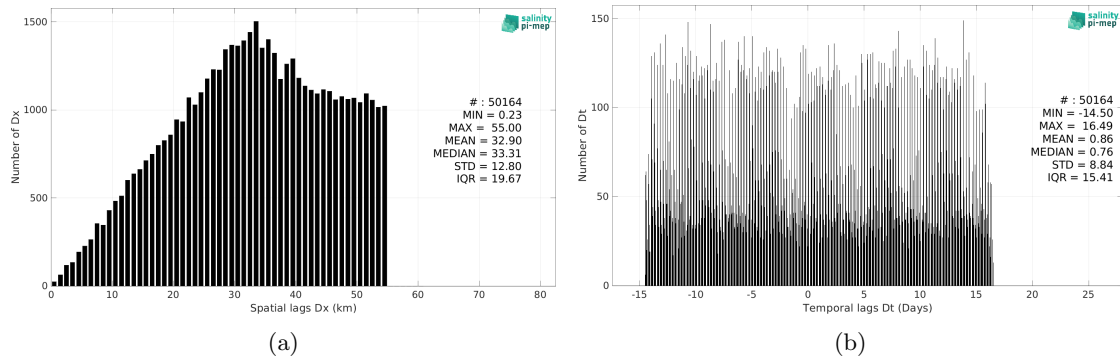 1500
1000
500
0
Number of Dx
0 10 20 30 40 50 60 70 80
Spatial lags Dx (km)
salinity
pi-mep
# : 50164
MIN = 0.23
MAX = 55.00
MEAN = 32.90
MEDIAN = 33.31
STD = 12.80
IQR = 19.67
(a)
150
100
50
0
Number of Dt
-15 -10 -5 0 5 10 15 20 25
Temporal lags Dt (Days)
salinity
pi-mep
# : 50164
MIN = -14.50
MAX = 16.49
MEAN = 0.86
MEDIAN = 0.76
STD = 8.84
IQR = 15.41
(b)